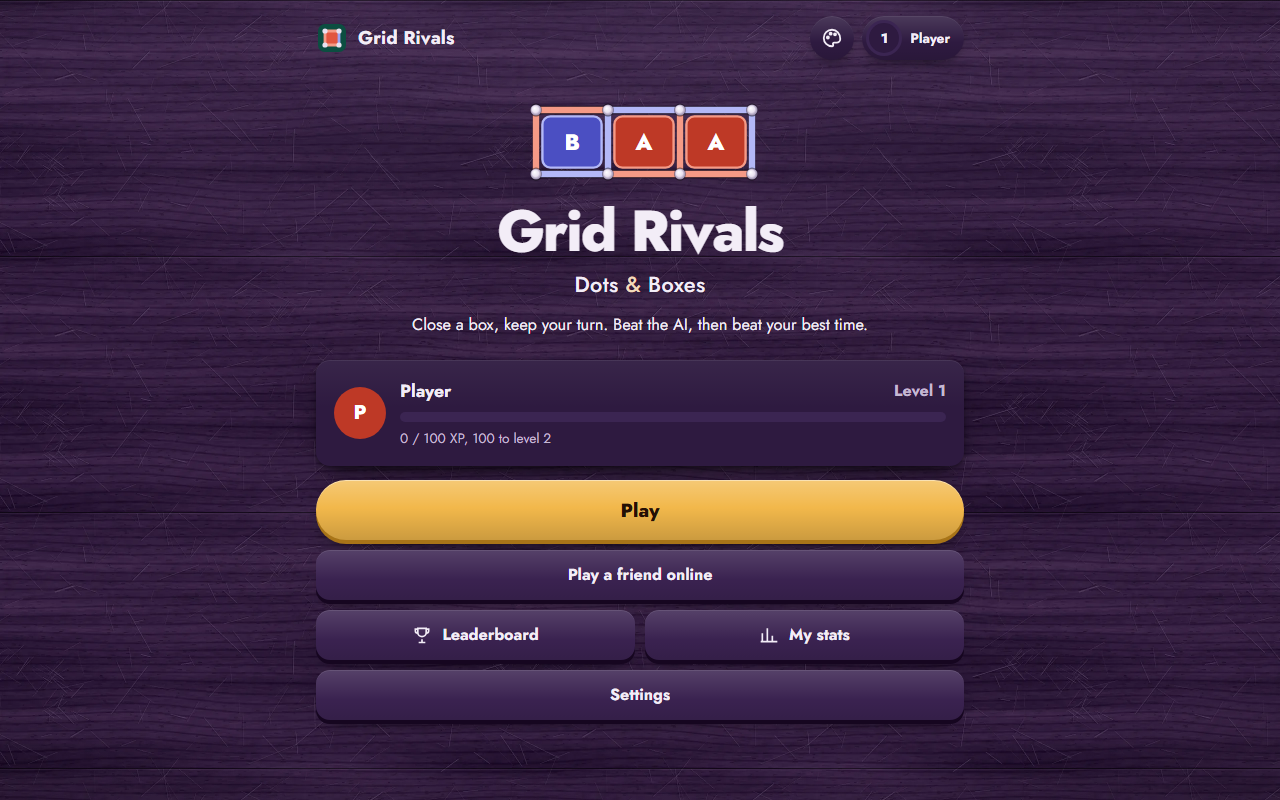 Grid Rivals
1 Player
B A A
Grid Rivals
Dots & Boxes
Close a box, keep your turn. Beat the AI, then beat your best time.
P
Player
Level 1
0 / 100 XP, 100 to level 2
Play
Play a friend online
Leaderboard
My stats
Settings